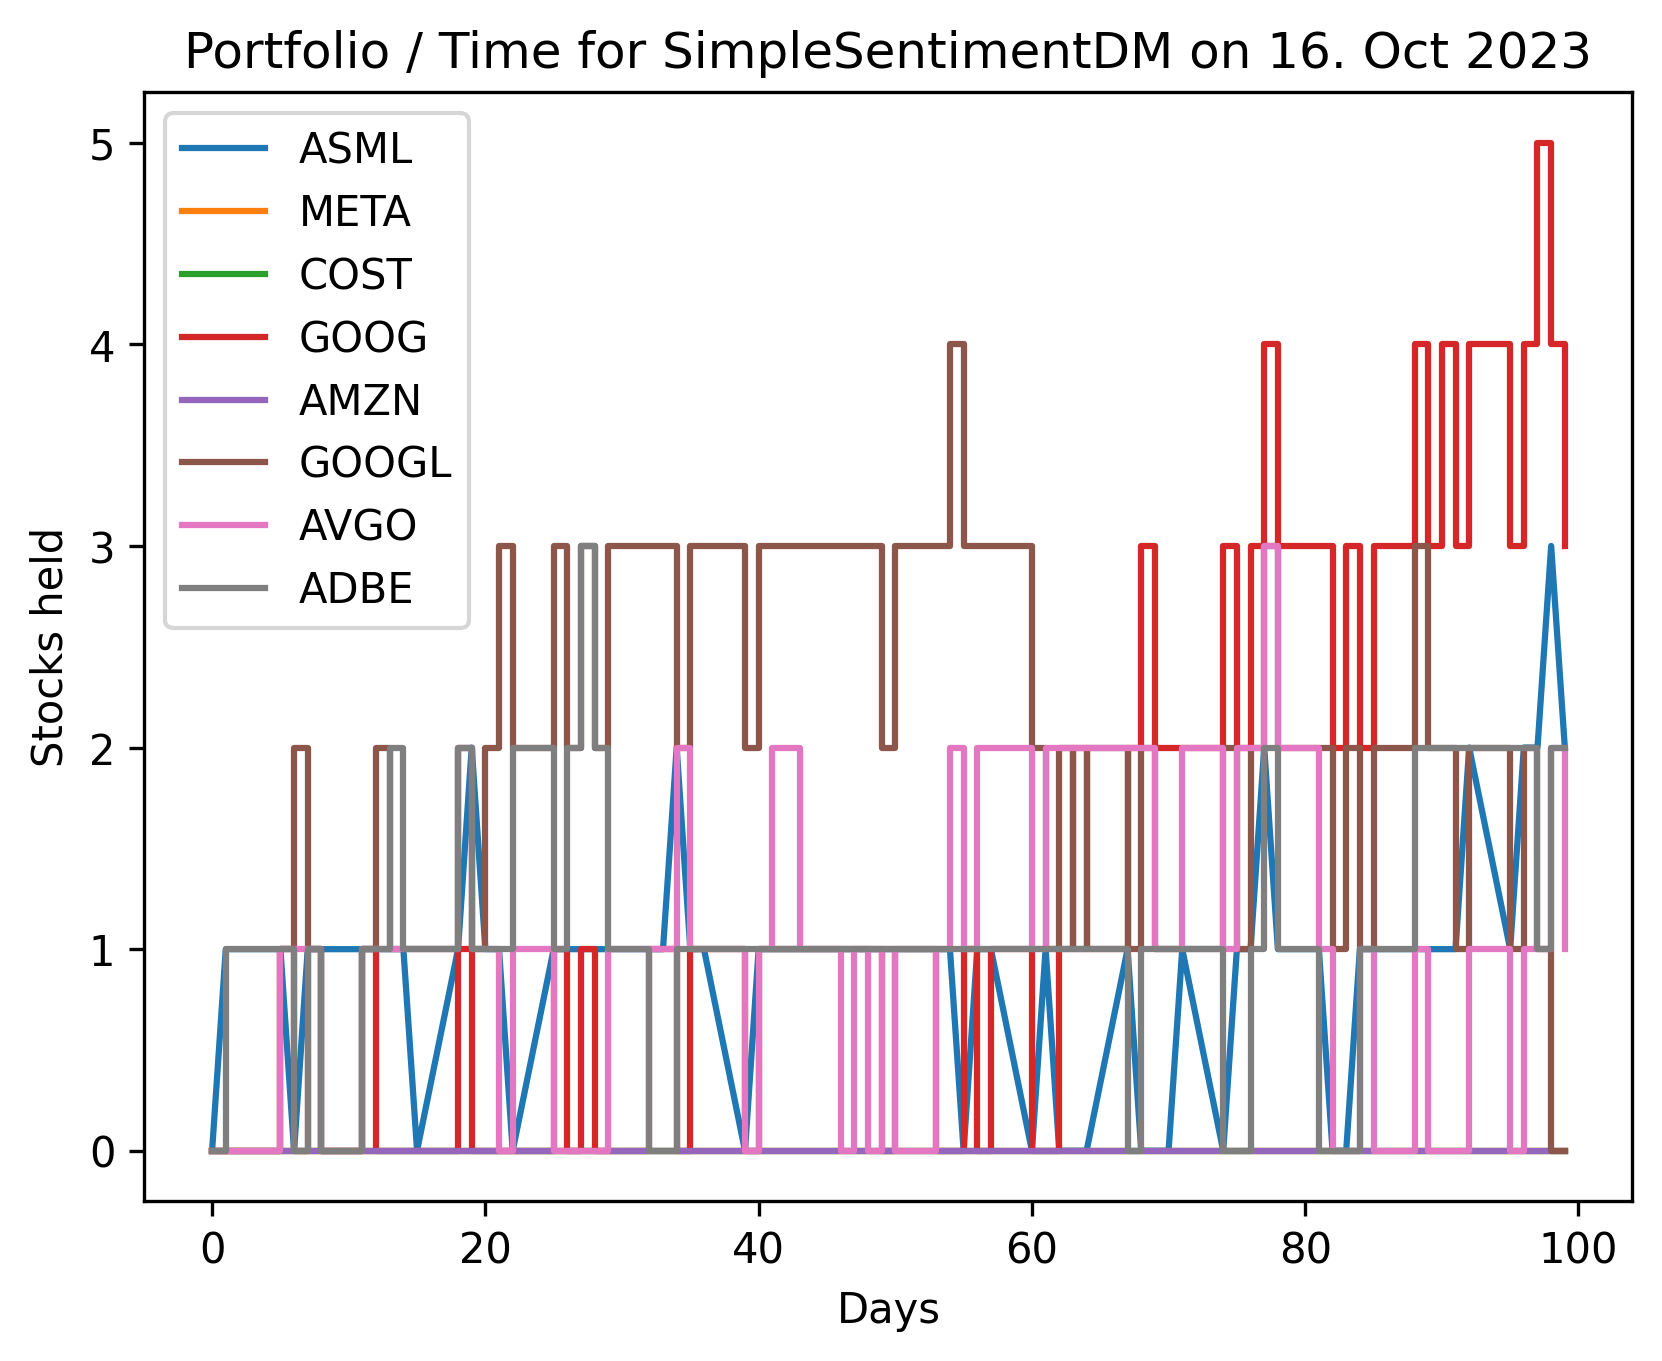 Portfolio / Time for SimpleSentimentDM on 16. Oct 2023
ASML
META
COST
GOOG
AMZN
GOOGL
AVGO
ADBE
Stocks held
5
4
3
2
1
0
0 20 40 60 80 100
Days